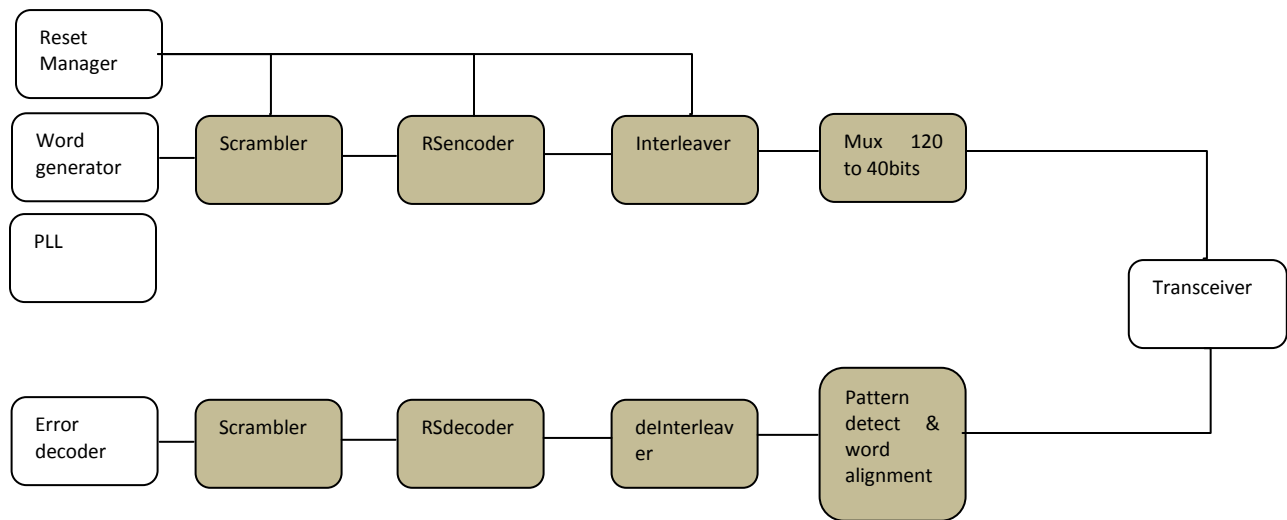 Reset
Manager
Word
generator
Scrambler
RSencoder
Interleaver
Mux 120
to 40bits
PLL
Transceiver
Error
decoder
Scrambler
RSdecoder
deInterleav
er
Pattern
detect &
word
alignment